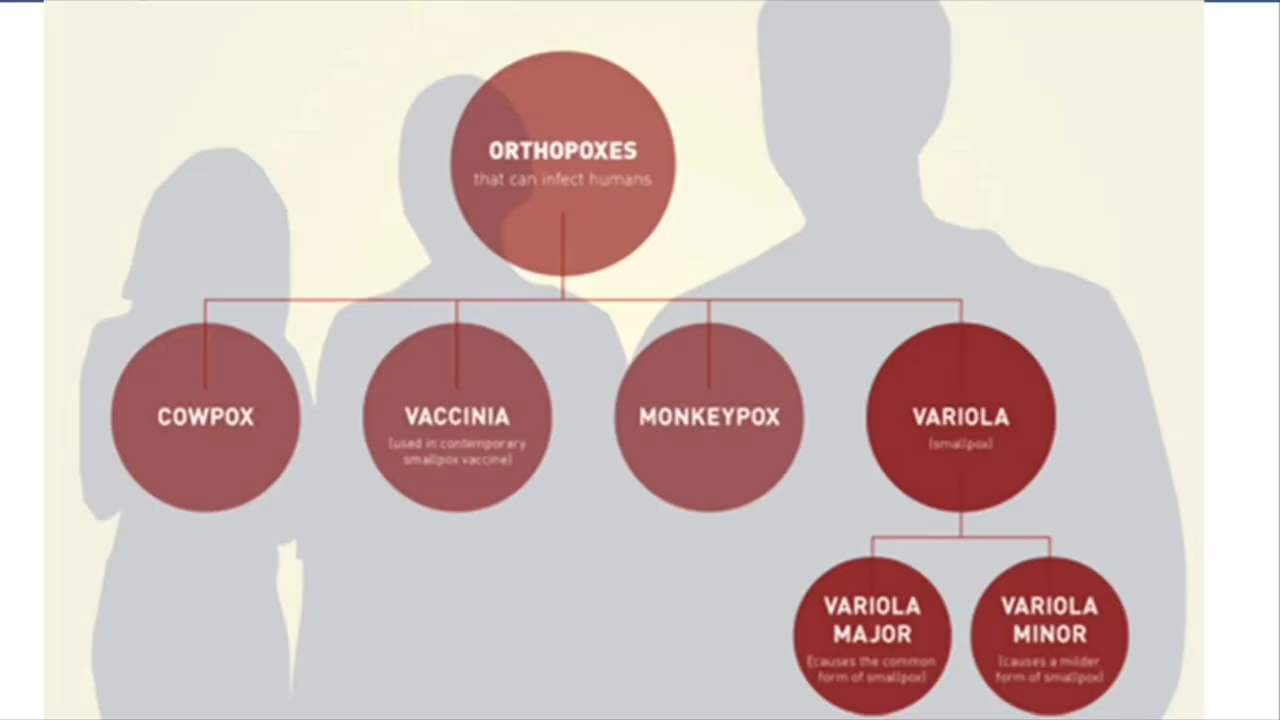 ORTHOPOXES
that can infect humans
COWPOX
VACCINIA
(used in contemporary
smallpox vaccine)
MONKEYPOX
VARIOLA
(smallpox)
VARIOLA
MAJOR
(causes the common
form of smallpox)
VARIOLA
MINOR
(causes a milder
form of smallpox)